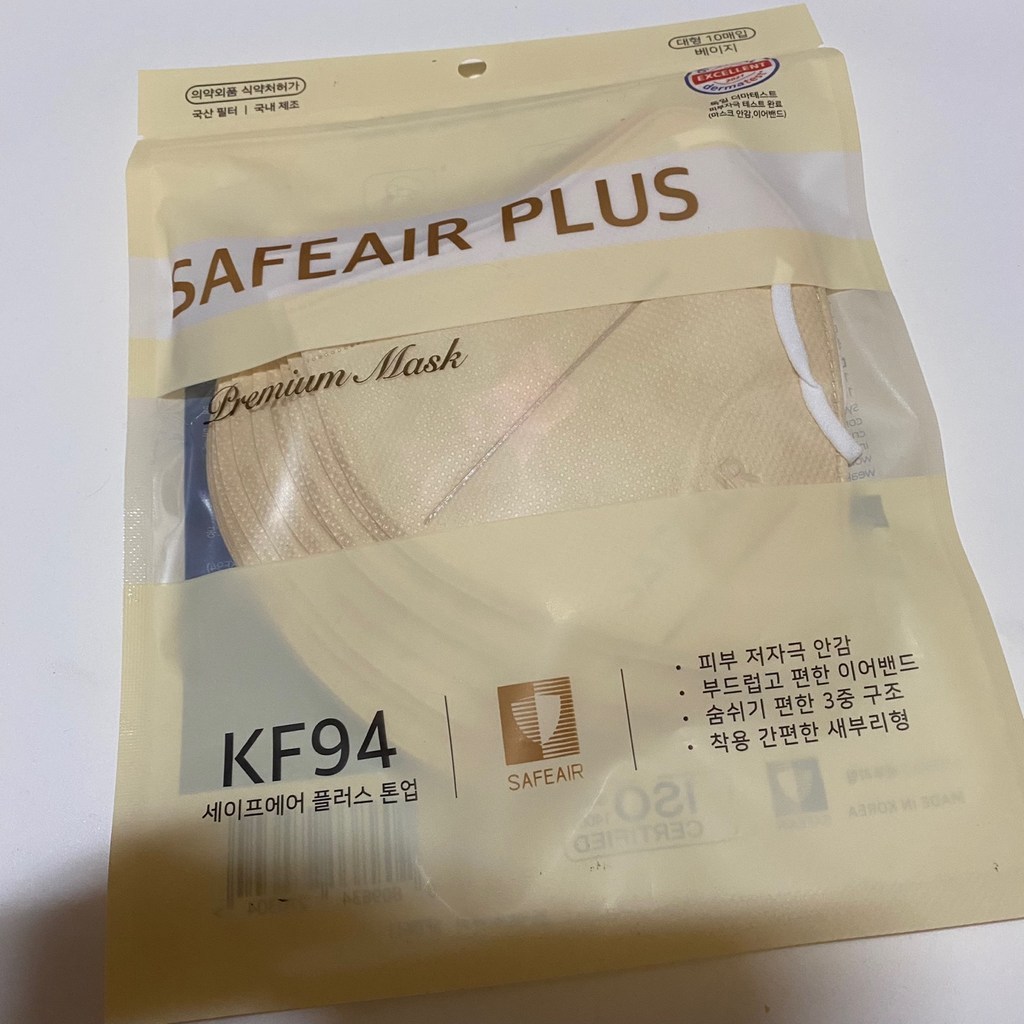 의약외품 식약처허가
국산 필터 | 국내 제조
대형 10매입
베이지
EXCELLENT
dermatest
독일 더마테스트
피부자극 테스트 완료
(마스크 안감,이어밴드)
SAFEAIR PLUS
Premium Mask
KF94
세이프에어 플러스 톤업
SAFEAIR
• 피부 저자극 안감
• 부드럽고 편한 이어밴드
• 숨쉬기 편한 3중 구조
• 착용 간편한 새부리형
ISO
CERTIFIED
MADE IN KOREA